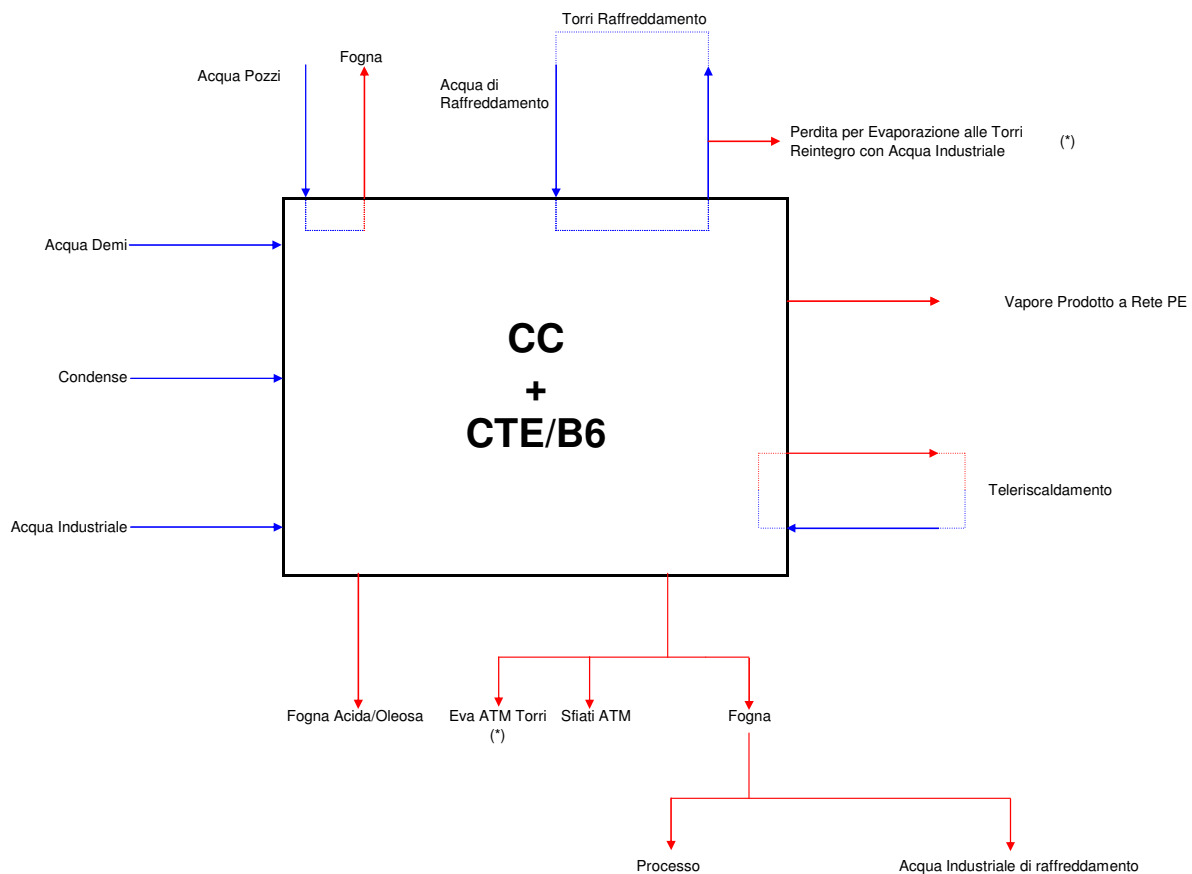 Torri Raffreddamento
Fogna
Acqua Pozzi
Acqua di
Raffreddamento
Perdita per Evaporazione alle Torri
Reintegro con Acqua Industriale
(*)
Acqua Demi
Vapore Prodotto a Rete PE
CC
+
CTE/B6
Condense
Teleriscaldamento
Acqua Industriale
Fogna Acida/Oleosa
Eva ATM Torri
(*)
Sfiati ATM
Fogna
Processo
Acqua Industriale di raffreddamento